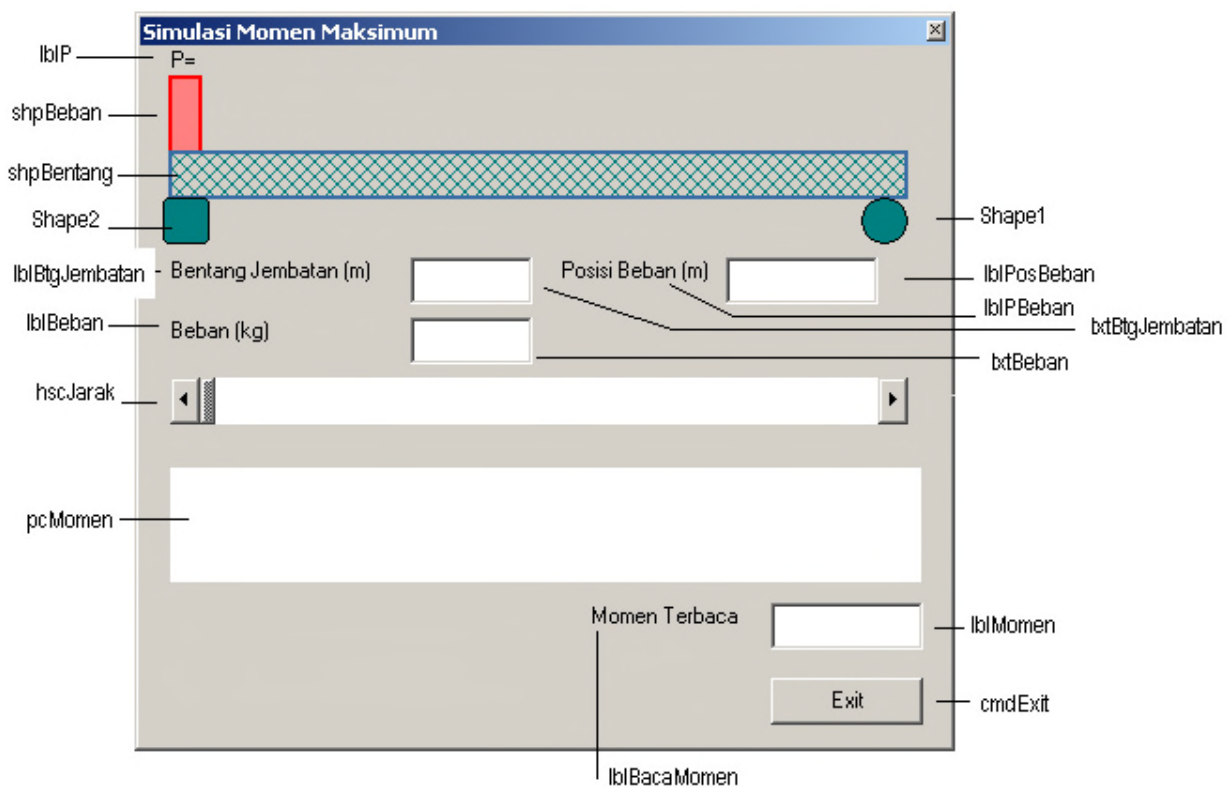 Simulasi Momen Maksimum
lblP
P=
shpBeban
shpBentang
Shape2
Shape1
lblBtgJembatan
Bentang Jembatan (m)
Posisi Beban (m)
lblPosBeban
lblPBeban
txtBtgJembatan
lblBeban
Beban (kg)
txtBeban
hscJarak
pcMomen
Momen Terbaca
lblMomen
Exit
cmdExit
lblBacaMomen